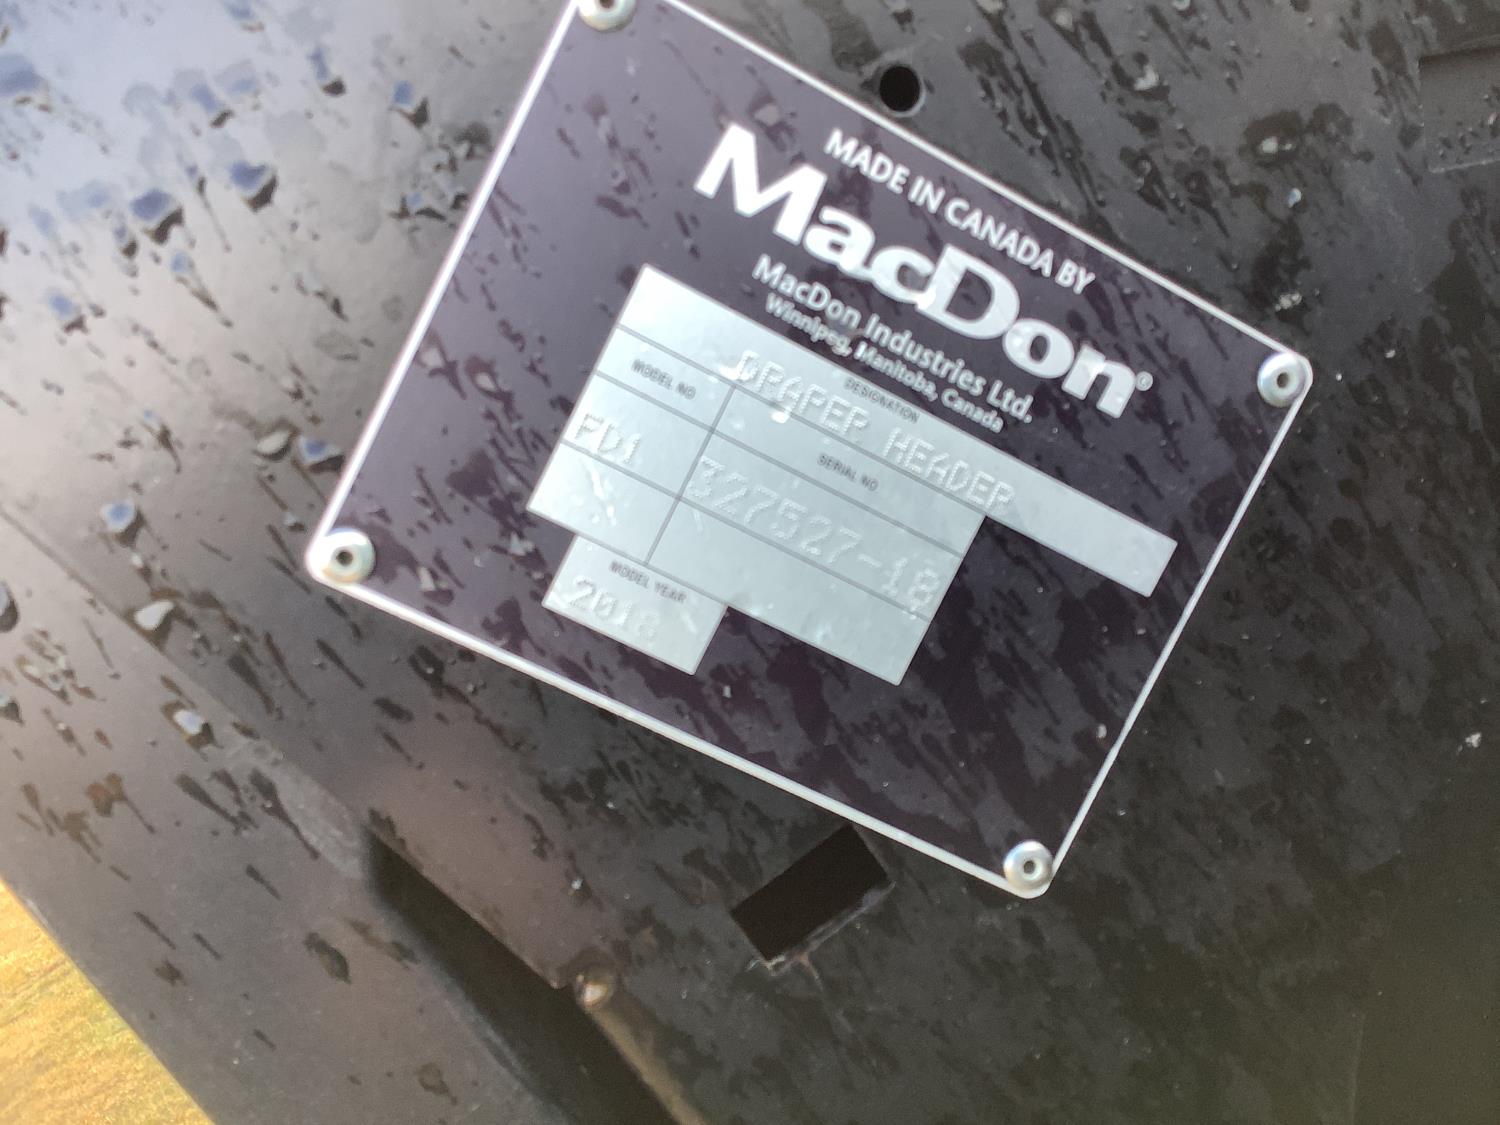 MADE IN CANADA BY
MacDon®
MacDon Industries Ltd.
Winnipeg, Manitoba, Canada
DESIGNATION
DRAPER HEADER
MODEL NO
SERIAL NO
FD1
327527-18
MODEL YEAR
2018